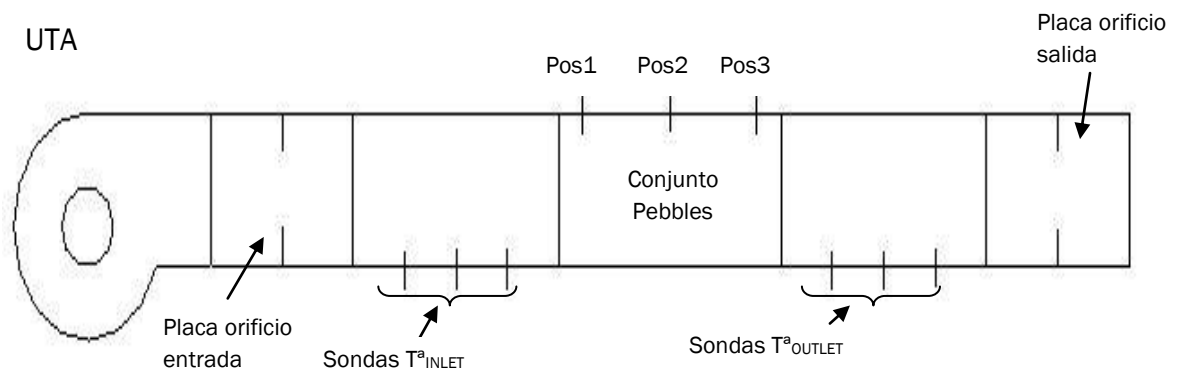 UTA
Placa orificio
salida
Pos1 Pos2 Pos3
Conjunto
Pebbles
Placa orificio
entrada
Sondas TªINLET
Sondas TªOUTLET